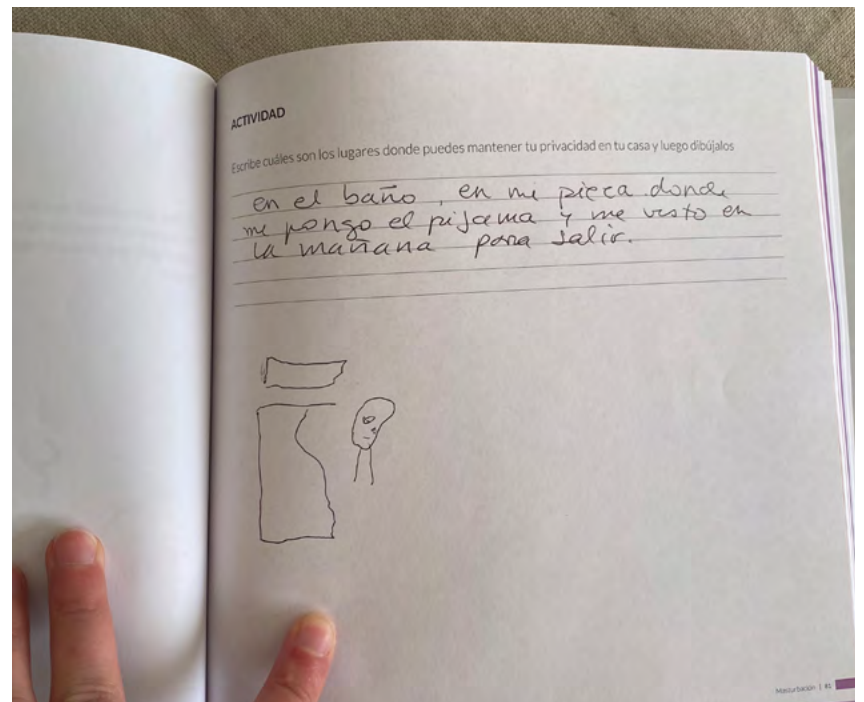 ACTIVIDAD
Escribe cuáles son los lugares donde puedes mantener tu privacidad en tu casa y luego dibújalos
en el baño, en mi pieza donde
me pongo el pijama y me visto en
la mañana para salir.
Masturbación | 81